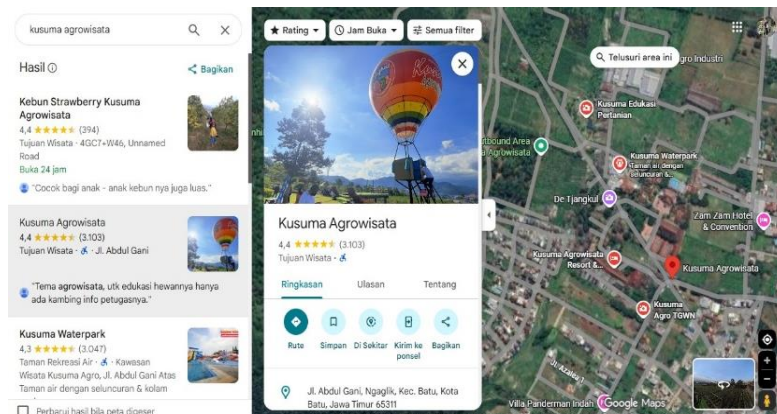 kusuma agrowisata
Hasil
Bagikan
Kebun Strawberry Kusuma
Agrowisata
4,4 (394)
Tujuan Wisata · 4GC7+W46, Unnamed
Road
Buka 24 jam
"Cocok bagi anak - anak kebun nya juga luas."
Kusuma Agrowisata
4,4 (3.103)
Tujuan Wisata · Jl. Abdul Gani
"Tema agrowisata, utk edukasi hewannya hanya
ada kambing info petugasnya."
Kusuma Waterpark
4,3 (3.047)
Taman Rekreasi Air · Kawasan
Wisata Kusuma Agro, Jl. Abdul Gani Atas
Taman air dengan seluncuran & kolam
Perbarui hasil bila peta digeser
Rating
Jam Buka
Semua filter
Kusuma Agrowisata
4,4 (3.103)
Tujuan Wisata ·
Ringkasan
Ulasan
Tentang
Rute
Simpan
Di Sekitar
Kirim ke
ponsel
Bagikan
Jl. Abdul Gani, Ngaglik, Kec. Batu, Kota
Batu, Jawa Timur 65311
Telusuri area ini
gro Industri
Kusuma Edukasi
Pertanian
utbound Area
a Agrowisata
Kusuma Waterpark
Taman air dengan
seluncuran &...
De Tjangkul
Zam Zam Hotel
& Convention
Kusuma Agrowisata
Resort &...
Kusuma Agrowisata
Kusuma
Agro TGWN
Villa Panderman Indah
Google Maps